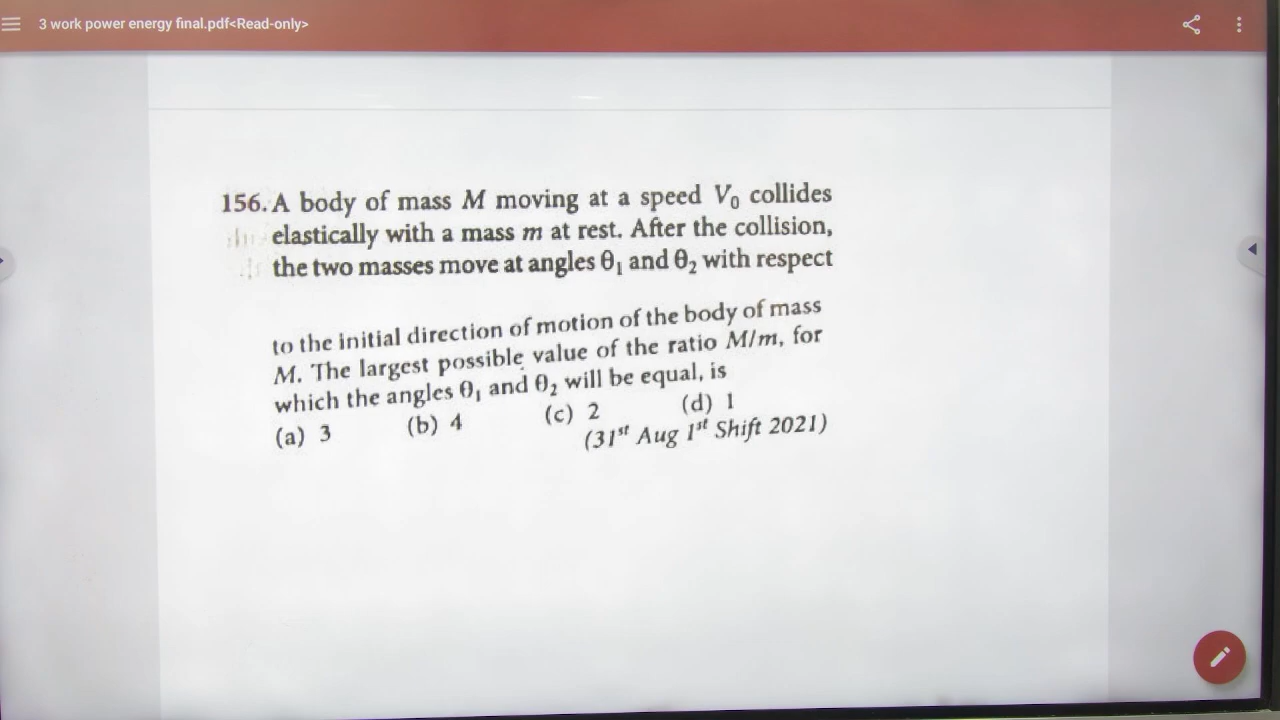 3 work power energy final.pdf<Read-only>
156. A body of mass M moving at a speed V₀ collides
elastically with a mass m at rest. After the collision,
the two masses move at angles θ₁ and θ₂ with respect
to the initial direction of motion of the body of mass
M. The largest possible value of the ratio M/m, for
which the angles θ₁ and θ₂ will be equal, is
(a) 3 (b) 4 (c) 2 (d) 1
(31st Aug 1st Shift 2021)